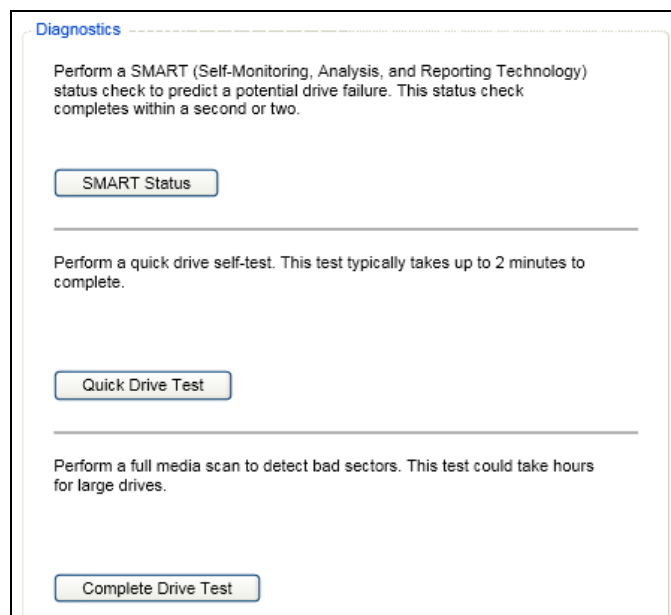 Diagnostics
Perform a SMART (Self-Monitoring, Analysis, and Reporting Technology)
status check to predict a potential drive failure. This status check
completes within a second or two.
SMART Status
Perform a quick drive self-test. This test typically takes up to 2 minutes to
complete.
Quick Drive Test
Perform a full media scan to detect bad sectors. This test could take hours
for large drives.
Complete Drive Test